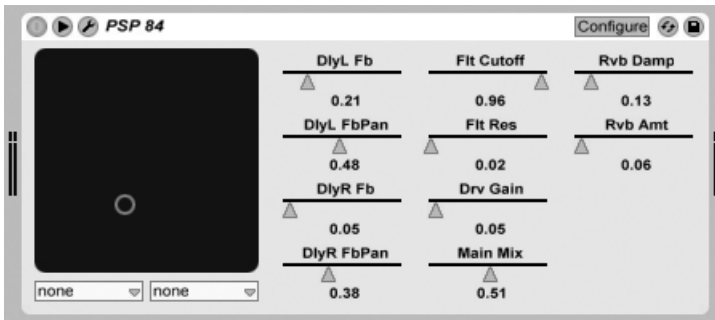 PSP 84 Configure
DlyL Fb Flt Cutoff Rvb Damp
0.21 0.96 0.13
DlyL FbPan Flt Res Rvb Amt
0.48 0.02 0.06
DlyR Fb Drv Gain
0.05 0.05
DlyR FbPan Main Mix
0.38 0.51
none none